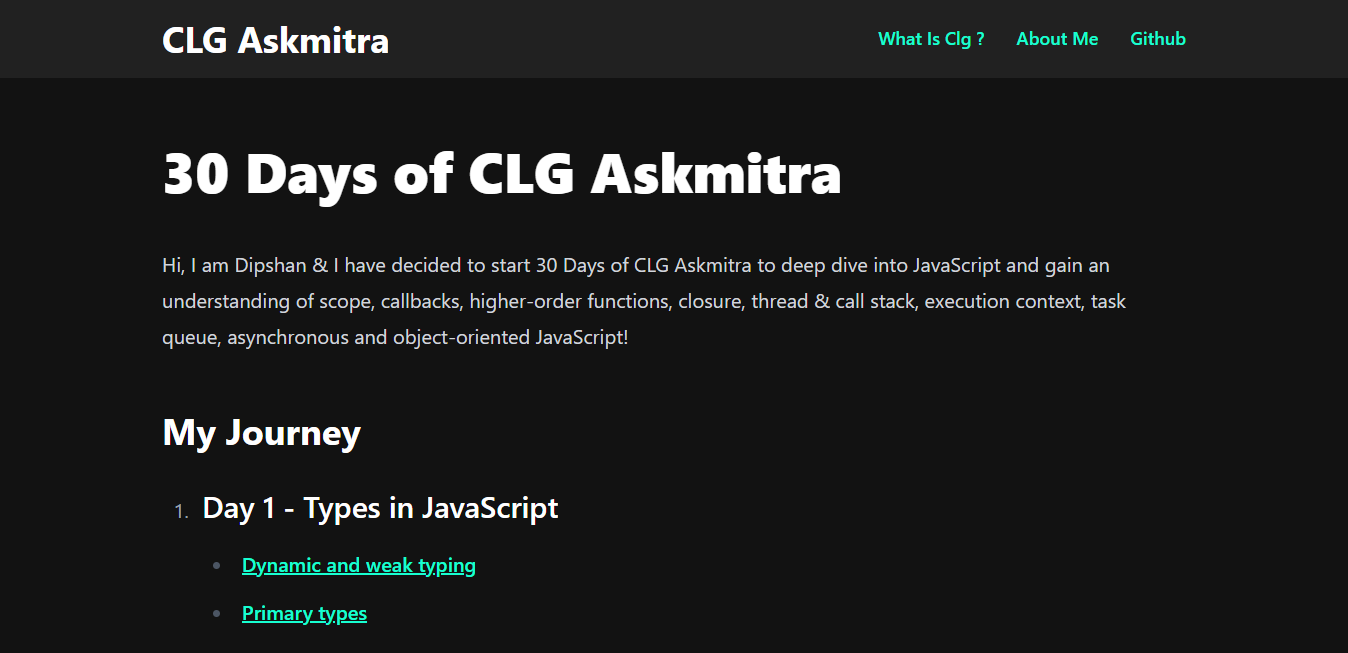 CLG Askmitra
What Is Clg ? About Me Github
30 Days of CLG Askmitra
Hi, I am Dipshan & I have decided to start 30 Days of CLG Askmitra to deep dive into JavaScript and gain an
understanding of scope, callbacks, higher-order functions, closure, thread & call stack, execution context, task
queue, asynchronous and object-oriented JavaScript!
My Journey
1. Day 1 - Types in JavaScript
• Dynamic and weak typing
• Primary types